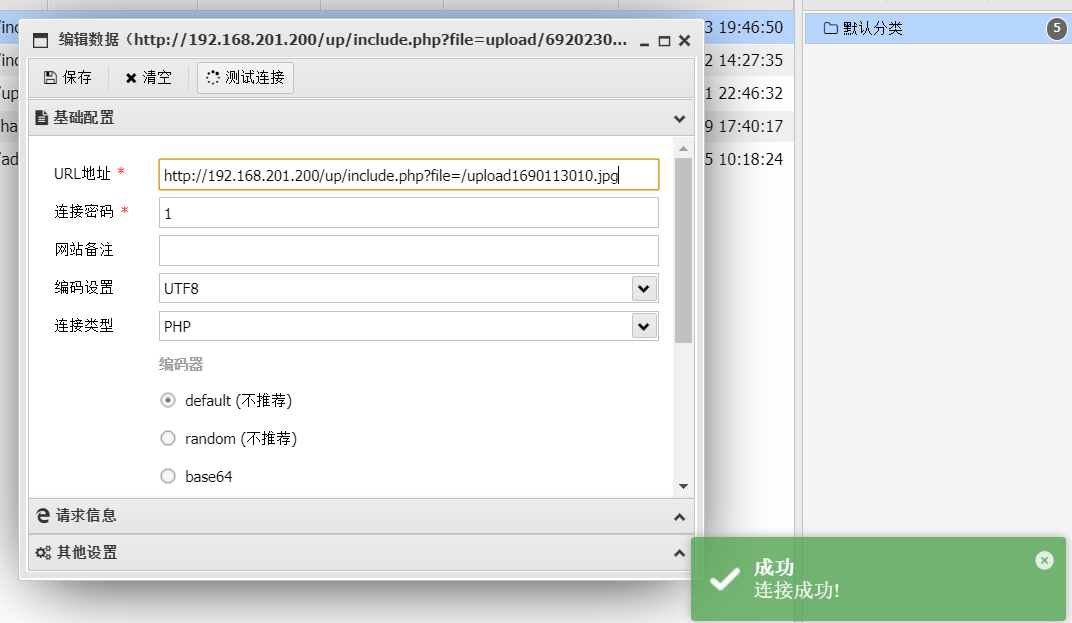 编辑数据（http://192.168.201.200/up/include.php?file=upload/6920230...
保存 清空 测试连接
基础配置
URL地址 * http://192.168.201.200/up/include.php?file=/upload1690113010.jpg
连接密码 * 1
网站备注
编码设置 UTF8
连接类型 PHP
编码器
default (不推荐)
random (不推荐)
base64
请求信息
其他设置
3 19:46:50
2 14:27:35
1 22:46:32
9 17:40:17
5 10:18:24
默认分类 5
成功
连接成功!